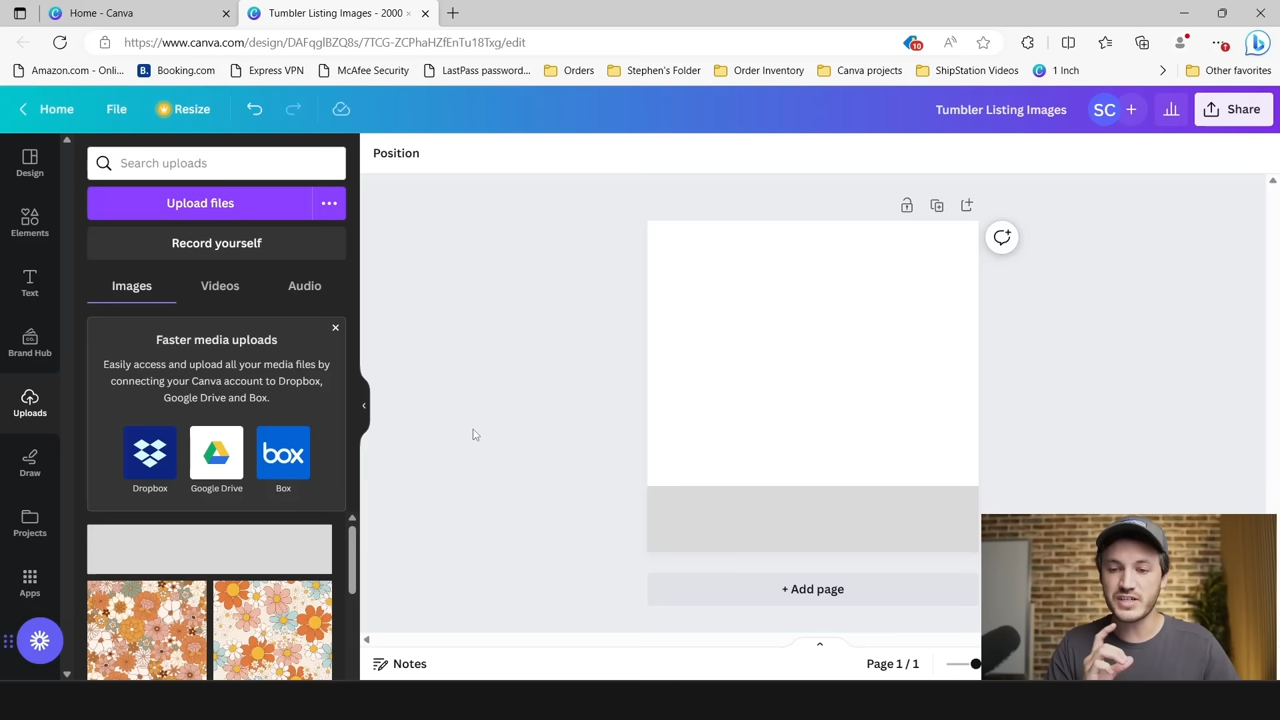 Home - Canva
Tumbler Listing Images - 2000 ×
https://www.canva.com/design/DAFqglBZQ8s/7TCG-ZCPhaHZfEnTu18Txg/edit
10
Amazon.com - Onli...
B. Booking.com
Express VPN
McAfee Security
LastPass password...
Orders
Stephen's Folder
Order Inventory
Canva projects
ShipStation Videos
1 Inch
Other favorites
Home
File
Resize
Tumbler Listing Images
SC
+
Share
Design
Elements
Text
Brand Hub
Uploads
Draw
Projects
Apps
Search uploads
Upload files
Record yourself
Images
Videos
Audio
Faster media uploads
Easily access and upload all your media files by
connecting your Canva account to Dropbox,
Google Drive and Box.
box
Dropbox
Google Drive
Box
Position
+ Add page
Notes
Page 1 / 1